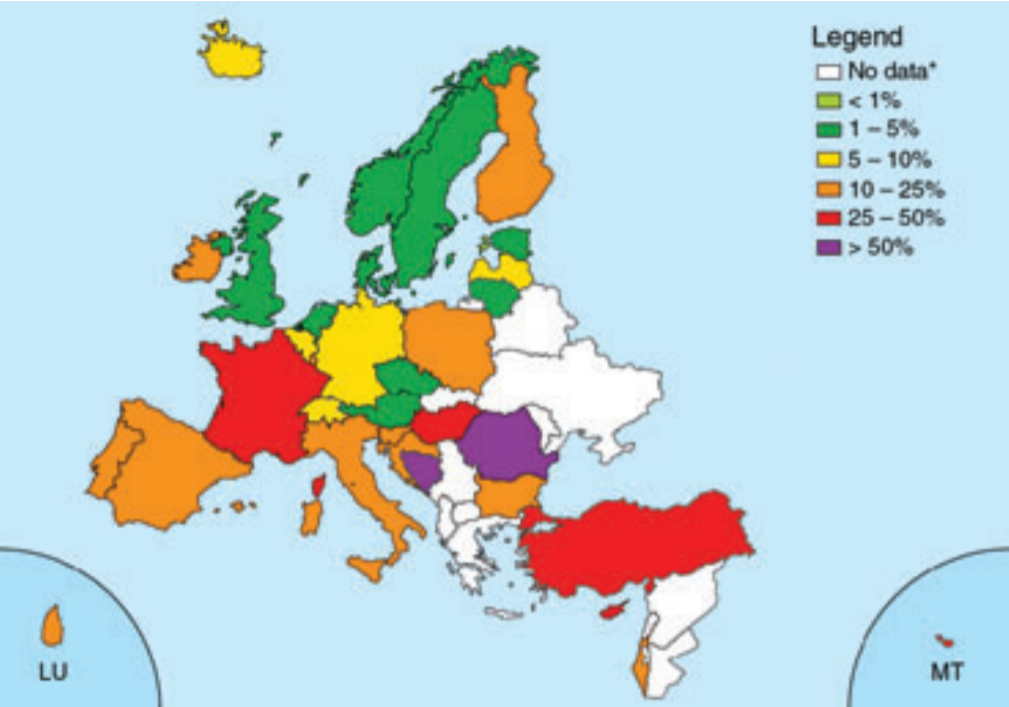 Legend
No data*
< 1%
1 – 5%
5 – 10%
10 – 25%
25 – 50%
> 50%
LU
MT